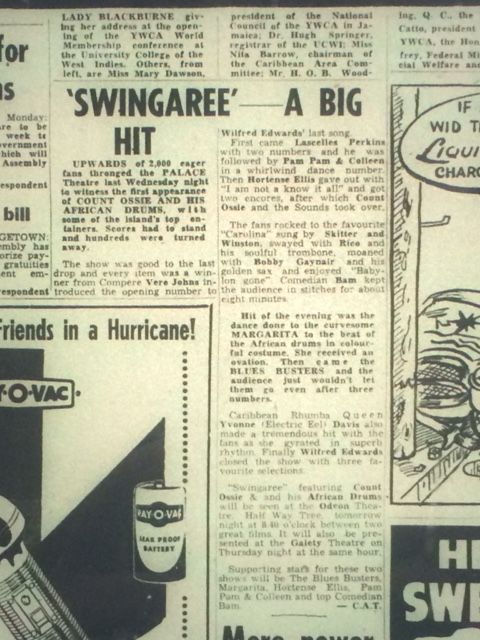 LADY BLACKBURNE giv-
ing her address at the open-
ing of the YWCA World
Membership conference at
the University College of the
West Indies. Others, from
left, are Miss Mary Dawson,
president of the National
Council of the YWCA in Ja-
maica; Dr. Hugh Springer,
registrar of the UCWI; Miss
Nita Barrow, chairman of
the Caribbean Area Com-
mittee; Mr. H. O. B. Wood-
ing, Q. C., the
Catto, president
YWCA, the Hon
frey, Federal Mi
cial Welfare and
for
Monday:
are to be
week to
overnment
which will
Assembly
respondent
bill
GETOWN:
embly has
orize pay-
gratuities
ent em-
respondent
'SWINGAREE' — A BIG
HIT
UPWARDS of 2,000 eager
fans thronged the PALACE
Theatre last Wednesday night
to witness the first appearance
of COUNT OSSIE AND HIS
AFRICAN DRUMS, with
some of the island's top en-
tainers. Scores had to stand
and hundreds were turned
away.
The show was good to the last
drop and every item was a win-
ner from Compere Vere Johns in-
troduced the opening number to
Wilfred Edwards' last song.
First came Lascelles Perkins
with two numbers and he was
followed by Pam Pam & Colleen
in a whirlwind dance number.
Then Hortense Ellis gave out with
"I am not a know it all" and got
two encores, after which Count
Ossie and the Sounds took over.
The fans rocked to the favourite
"Carolina" sung by Skitter and
Winston, swayed with Rico and
his soulful trombone, moaned
with Bobby Gaynair and his
golden sax and enjoyed "Baby-
lon gone". Comedian Bam kept
the audience in stitches for about
eight minutes.
Hit of the evening was the
dance done to the curvesome
MARGARITA to the beat of
the African drums in colour-
ful costume. She received an
ovation. Then came the
BLUES BUSTERS and the
audience just wouldn't let
them go even after three
numbers.
Caribbean Rhumba Queen
Yvonne (Electric Eel) Davis also
made a tremendous hit with the
fans as she gyrated in superb
rhythm. Finally Wilfred Edwards
closed the show with three fa-
vourite selections.
"Swingaree" featuring Count
Ossie & and his African Drums
will be seen at the Odeon Thea-
tre, Half Way Tree, tomorrow
night at 8.40 o'clock between two
great films. It will also be pre-
sented at the Gaiety Theatre on
Thursday night at the same hour.
Supporting stars for these two
shows will be The Blues Busters,
Margarita, Hortense Ellis, Pam
Pam & Colleen and top Comedian
Bam. — C.A.T.
Friends in a Hurricane!
Y-O-VAC
RAY-O-VAC
LEAK PROOF
BATTERY
IF
WID T
LIQUI
CHARG
HE
SWE
More power